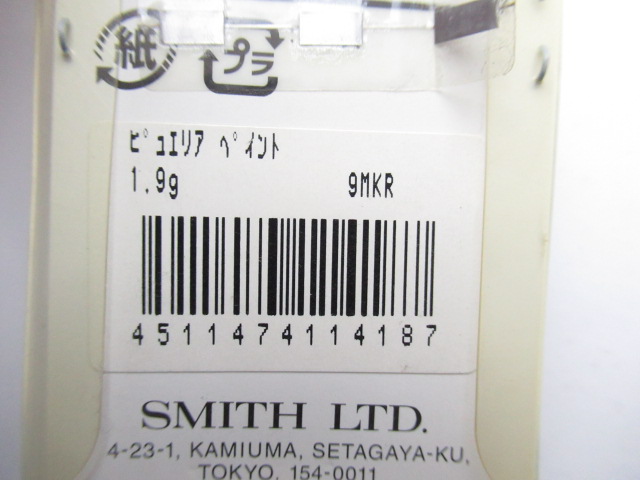 紙
プラ
ピュエリア ペイント
1.9g 9MKR
4511474114187
SMITH LTD.
4-23-1, KAMIUMA, SETAGAYA-KU,
TOKYO, 154-0011